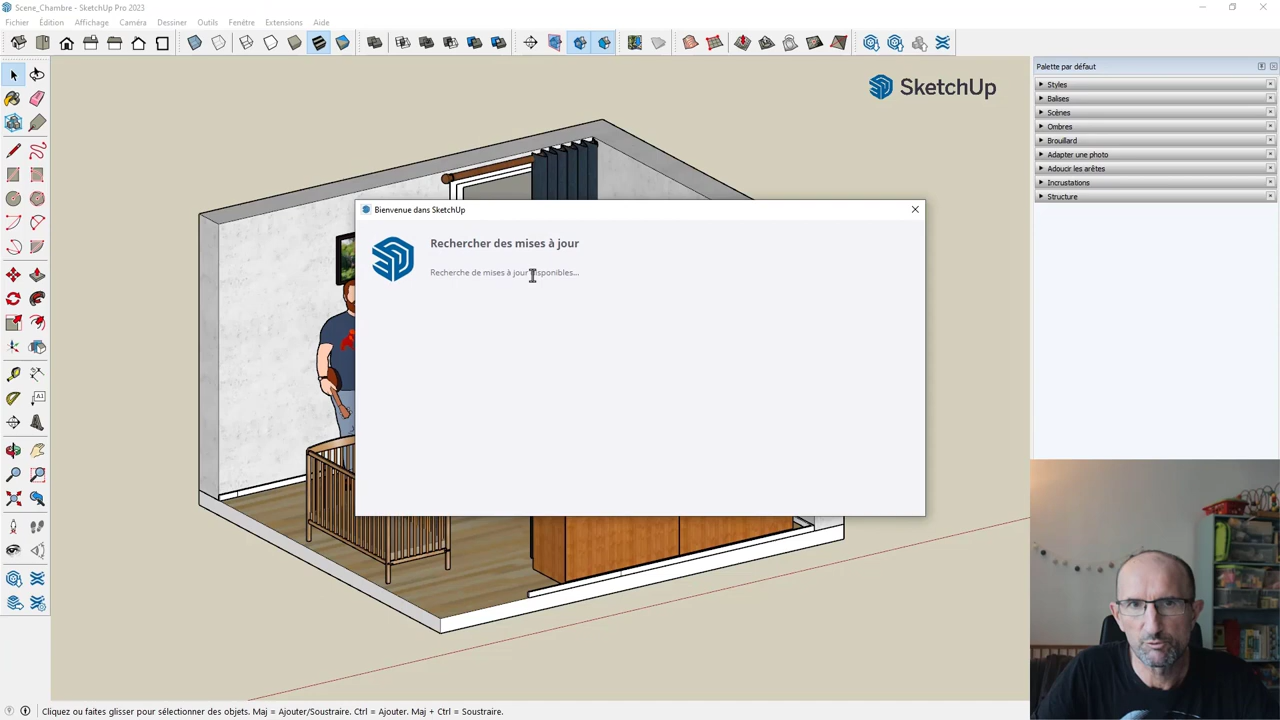 Scene_Chambre - SketchUp Pro 2023
Fichier Édition Affichage Caméra Dessiner Outils Fenêtre Extensions Aide
SketchUp
Palette par défaut
Styles
Balises
Scènes
Ombres
Brouillard
Adapter une photo
Adoucir les arêtes
Incrustations
Structure
Bienvenue dans SketchUp
Rechercher des mises à jour
Recherche de mises à jour disponibles...
Cliquez ou faites glisser pour sélectionner des objets. Maj = Ajouter/Soustraire. Ctrl = Ajouter. Maj + Ctrl = Soustraire.